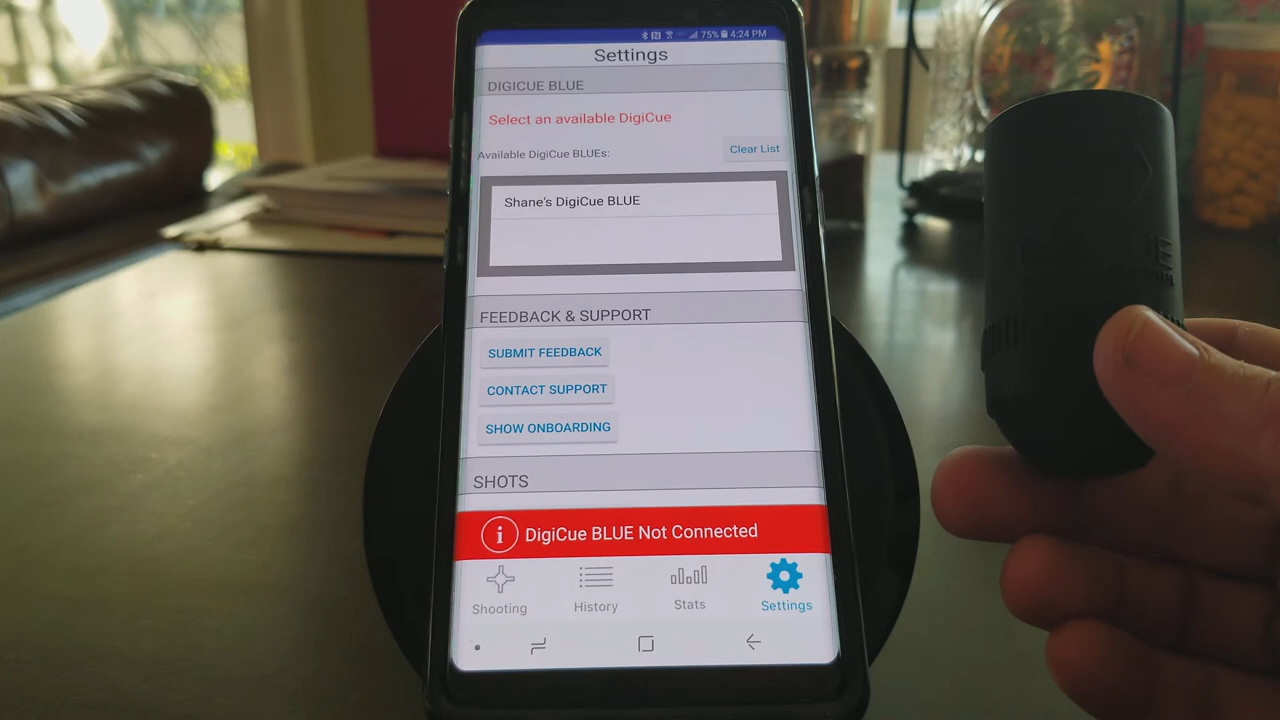 75% 4:24 PM
Settings
DIGICUE BLUE
Select an available DigiCue
Available DigiCue BLUEs:
Clear List
Shane's DigiCue BLUE
FEEDBACK & SUPPORT
SUBMIT FEEDBACK
CONTACT SUPPORT
SHOW ONBOARDING
SHOTS
i DigiCue BLUE Not Connected
Shooting
History
Stats
Settings